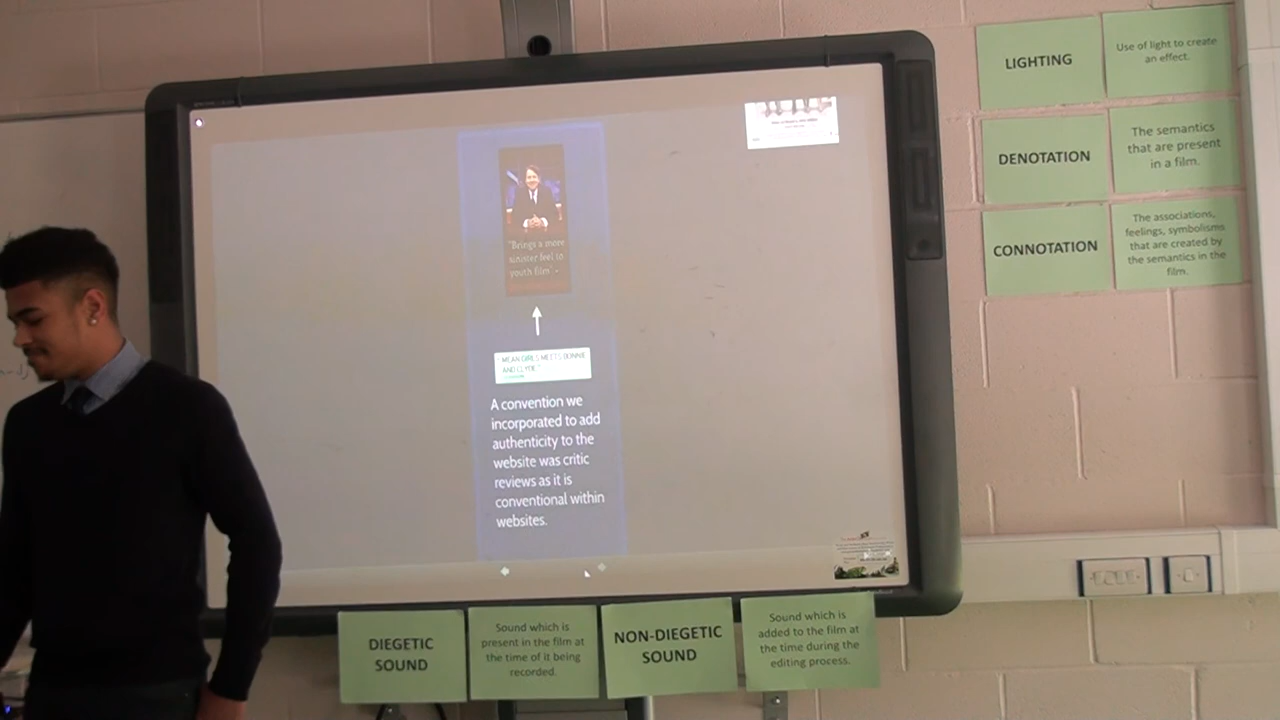 "Brings a more
sinister feel to
youth film" -
"MEAN GIRLS MEETS BONNIE
AND CLYDE"
A convention we
incorporated to add
authenticity to the
website was critic
reviews as it is
conventional within
websites.
LIGHTING
Use of light to create
an effect.
DENOTATION
The semantics
that are present
in a film.
CONNOTATION
The associations,
feelings, symbolisms
that are created by
the semantics in the
film.
DIEGETIC
SOUND
Sound which is
present in the film at
the time of it being
recorded.
NON-DIEGETIC
SOUND
Sound which is
added to the film at
the time during the
editing process.